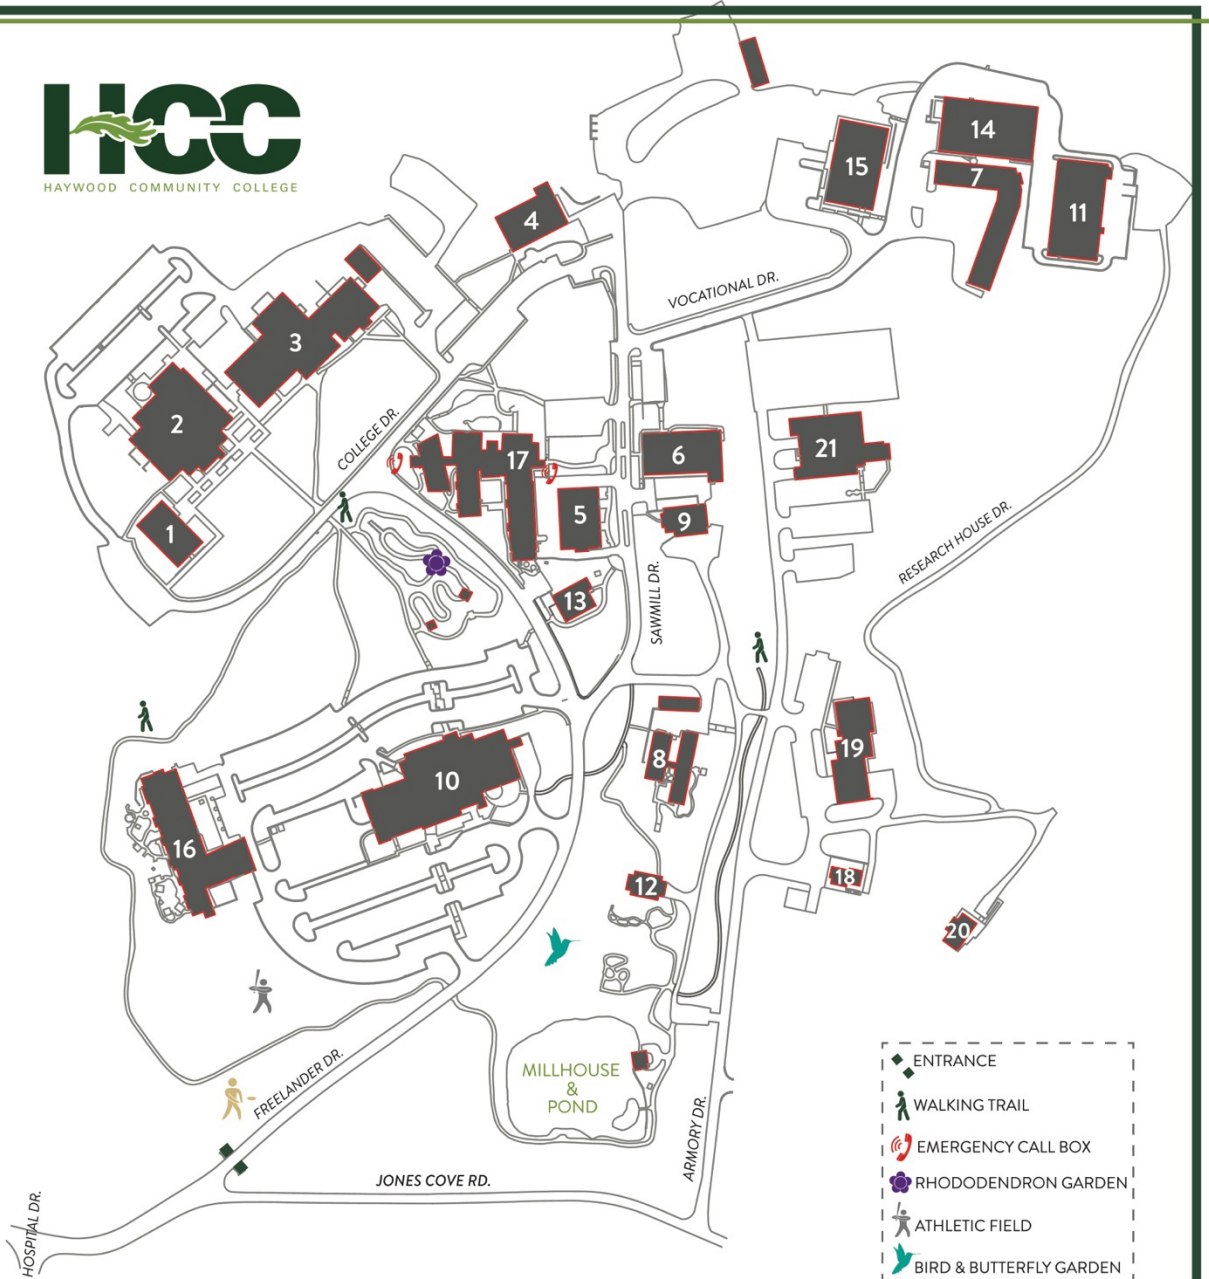 HCC
HAYWOOD COMMUNITY COLLEGE
14
15
7
11
4
VOCATIONAL DR.
3
2
COLLEGE DR.
17
6
21
5
9
1
RESEARCH HOUSE DR.
13
SAWMILL DR.
8
19
10
16
18
12
20
MILLHOUSE
&
POND
FREELANDER DR.
ARMORY DR.
JONES COVE RD.
HOSPITAL DR.
ENTRANCE
WALKING TRAIL
EMERGENCY CALL BOX
RHODODENDRON GARDEN
ATHLETIC FIELD
BIRD & BUTTERFLY GARDEN